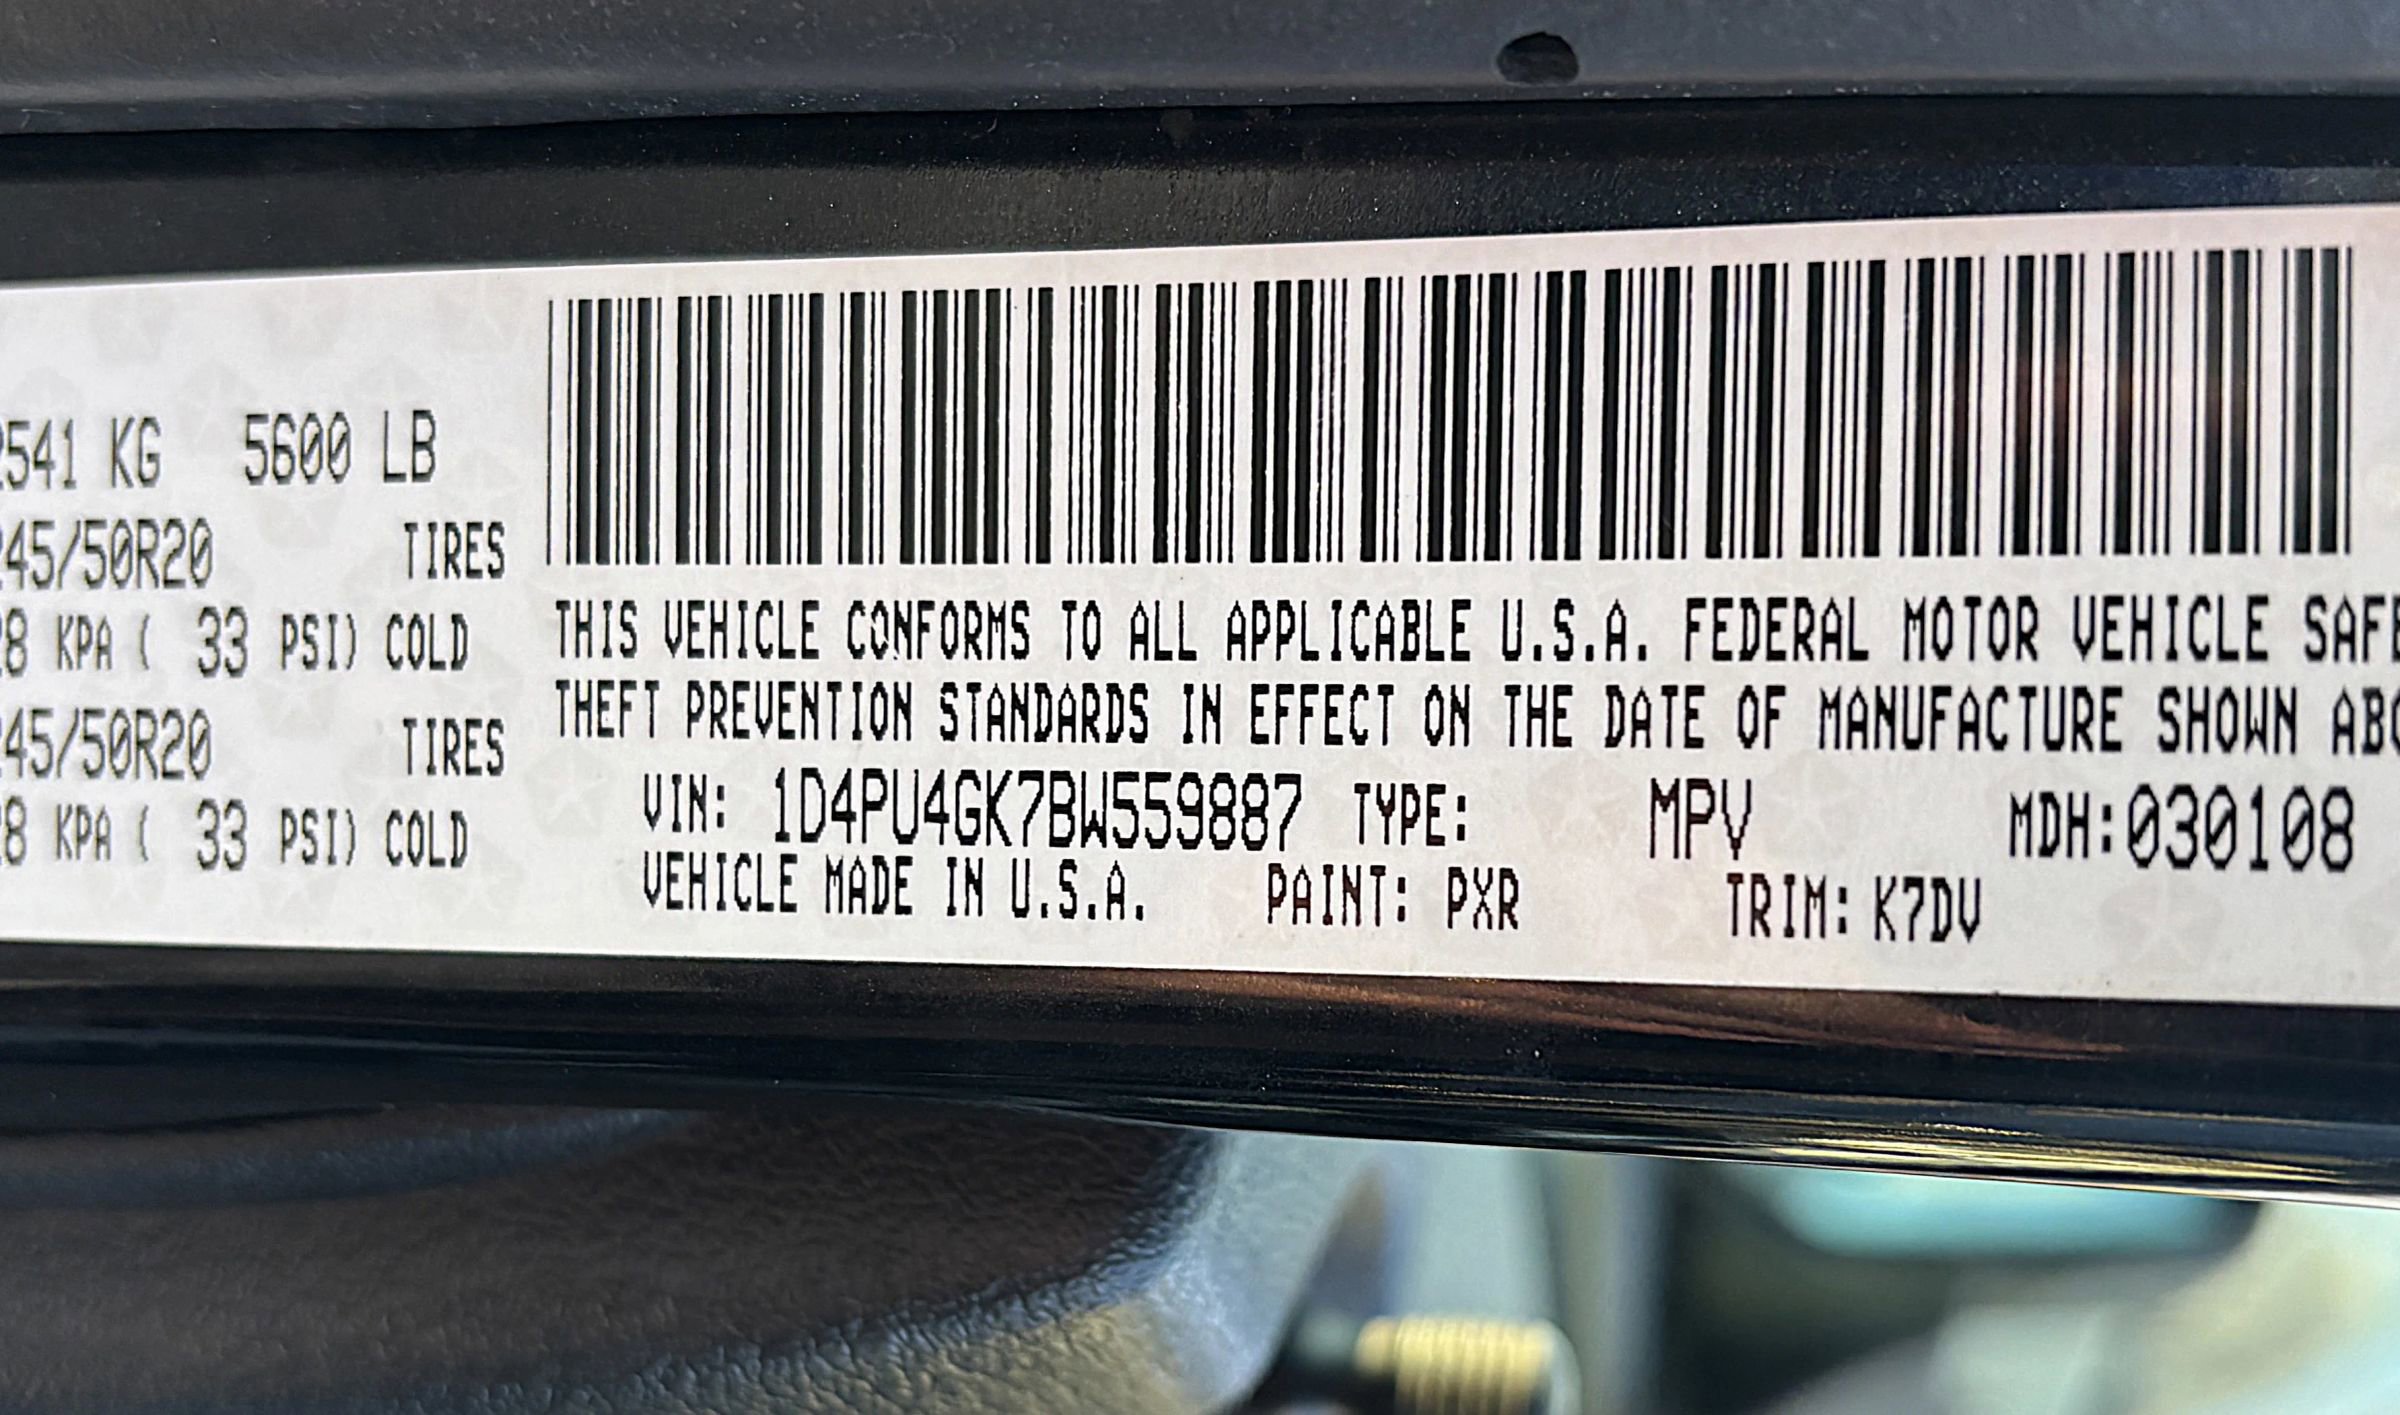 2541 KG 5600 LB
245/50R20 TIRES
28 KPA ( 33 PSI) COLD
245/50R20 TIRES
28 KPA ( 33 PSI) COLD
THIS VEHICLE CONFORMS TO ALL APPLICABLE U.S.A. FEDERAL MOTOR VEHICLE SAFE
THEFT PREVENTION STANDARDS IN EFFECT ON THE DATE OF MANUFACTURE SHOWN ABO
VIN: 1D4PU4GK7BW559887 TYPE: MPV MDH:030108
VEHICLE MADE IN U.S.A. PAINT: PXR TRIM: K7DV